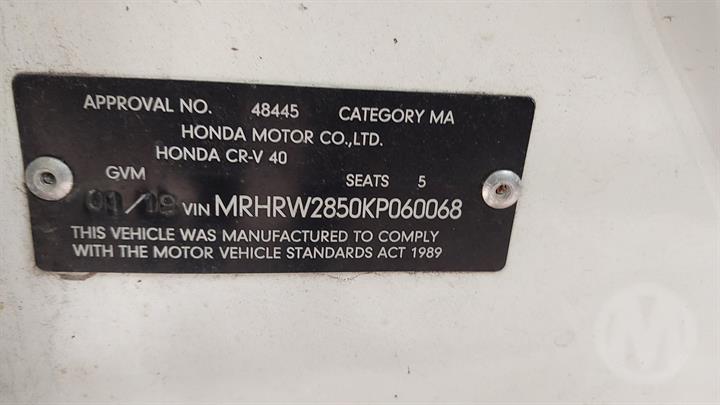 APPROVAL NO. 48445 CATEGORY MA
HONDA MOTOR CO.,LTD.
HONDA CR-V 40
GVM SEATS 5
01/19 VIN MRHRW2850KP060068
THIS VEHICLE WAS MANUFACTURED TO COMPLY
WITH THE MOTOR VEHICLE STANDARDS ACT 1989
M